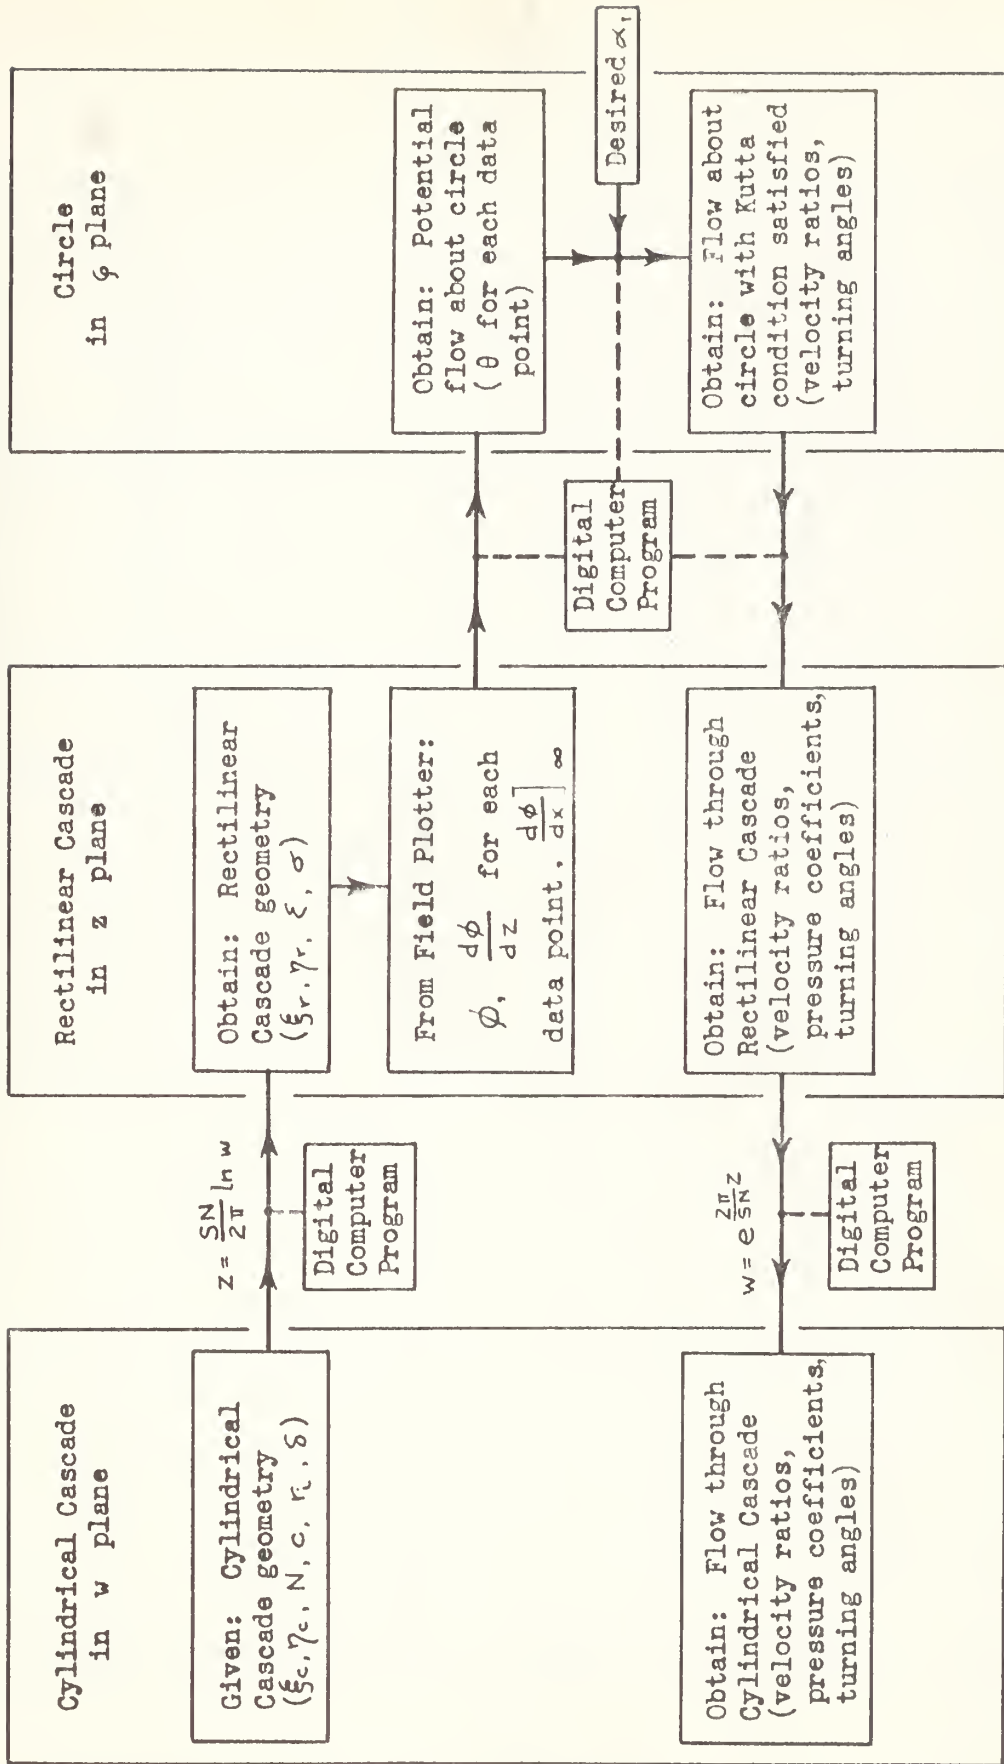 Cylindrical Cascade
in w plane
Given: Cylindrical
Cascade geometry
(ξc, ηc, N, c, ri, δ)
z = SN/2π ln w
Digital
Computer
Program
Rectilinear Cascade
in z plane
Obtain: Rectilinear
Cascade geometry
(ξr, ηr, ξ, σ)
From Field Plotter:
ϕ, dϕ/dz for each
data point, dϕ/dx]∞
Circle
in φ plane
Obtain: Potential
flow about circle
(θ for each data
point)
Digital
Computer
Program
Desired α,
Obtain: Flow about
circle with Kutta
condition satisfied
(velocity ratios,
turning angles)
Obtain: Flow through
Rectilinear Cascade
(velocity ratios,
pressure coefficients,
turning angles)
w = e^(2π/SN z)
Digital
Computer
Program
Obtain: Flow through
Cylindrical Cascade
(velocity ratios,
pressure coefficients,
turning angles)